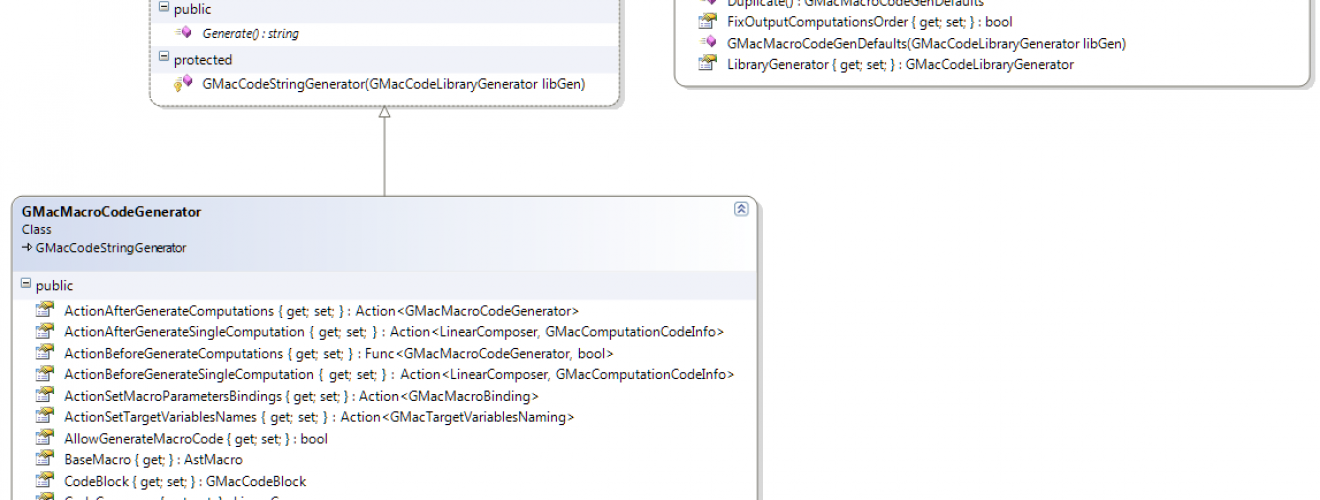 public
Generate() : string
protected
GMacCodeStringGenerator(GMacCodeLibraryGenerator libGen)
Duplicate() : GMacMacroCodeGenDefaults
FixOutputComputationsOrder { get; set; } : bool
GMacMacroCodeGenDefaults(GMacCodeLibraryGenerator libGen)
LibraryGenerator { get; set; } : GMacCodeLibraryGenerator
GMacMacroCodeGenerator
Class
GMacCodeStringGenerator
public
ActionAfterGenerateComputations { get; set; } : Action<GMacMacroCodeGenerator>
ActionAfterGenerateSingleComputation { get; set; } : Action<LinearComposer, GMacComputationCodeInfo>
ActionBeforeGenerateComputations { get; set; } : Func<GMacMacroCodeGenerator, bool>
ActionBeforeGenerateSingleComputation { get; set; } : Action<LinearComposer, GMacComputationCodeInfo>
ActionSetMacroParametersBindings { get; set; } : Action<GMacMacroBinding>
ActionSetTargetVariablesNames { get; set; } : Action<GMacTargetVariablesNaming>
AllowGenerateMacroCode { get; set; } : bool
BaseMacro { get; } : AstMacro
CodeBlock { get; set; } : GMacCodeBlock